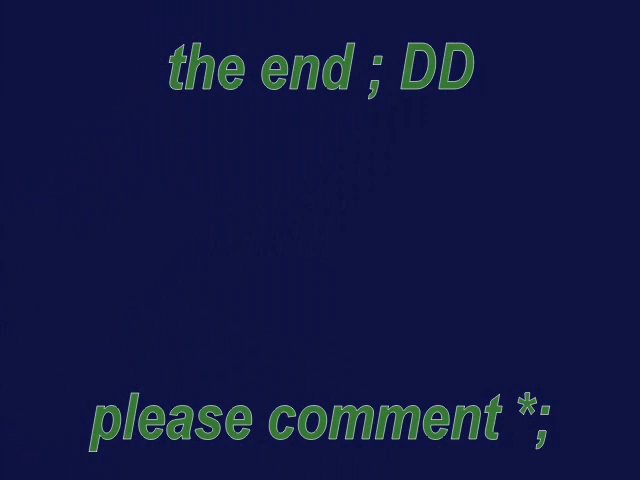 the end ; DD
please comment *;